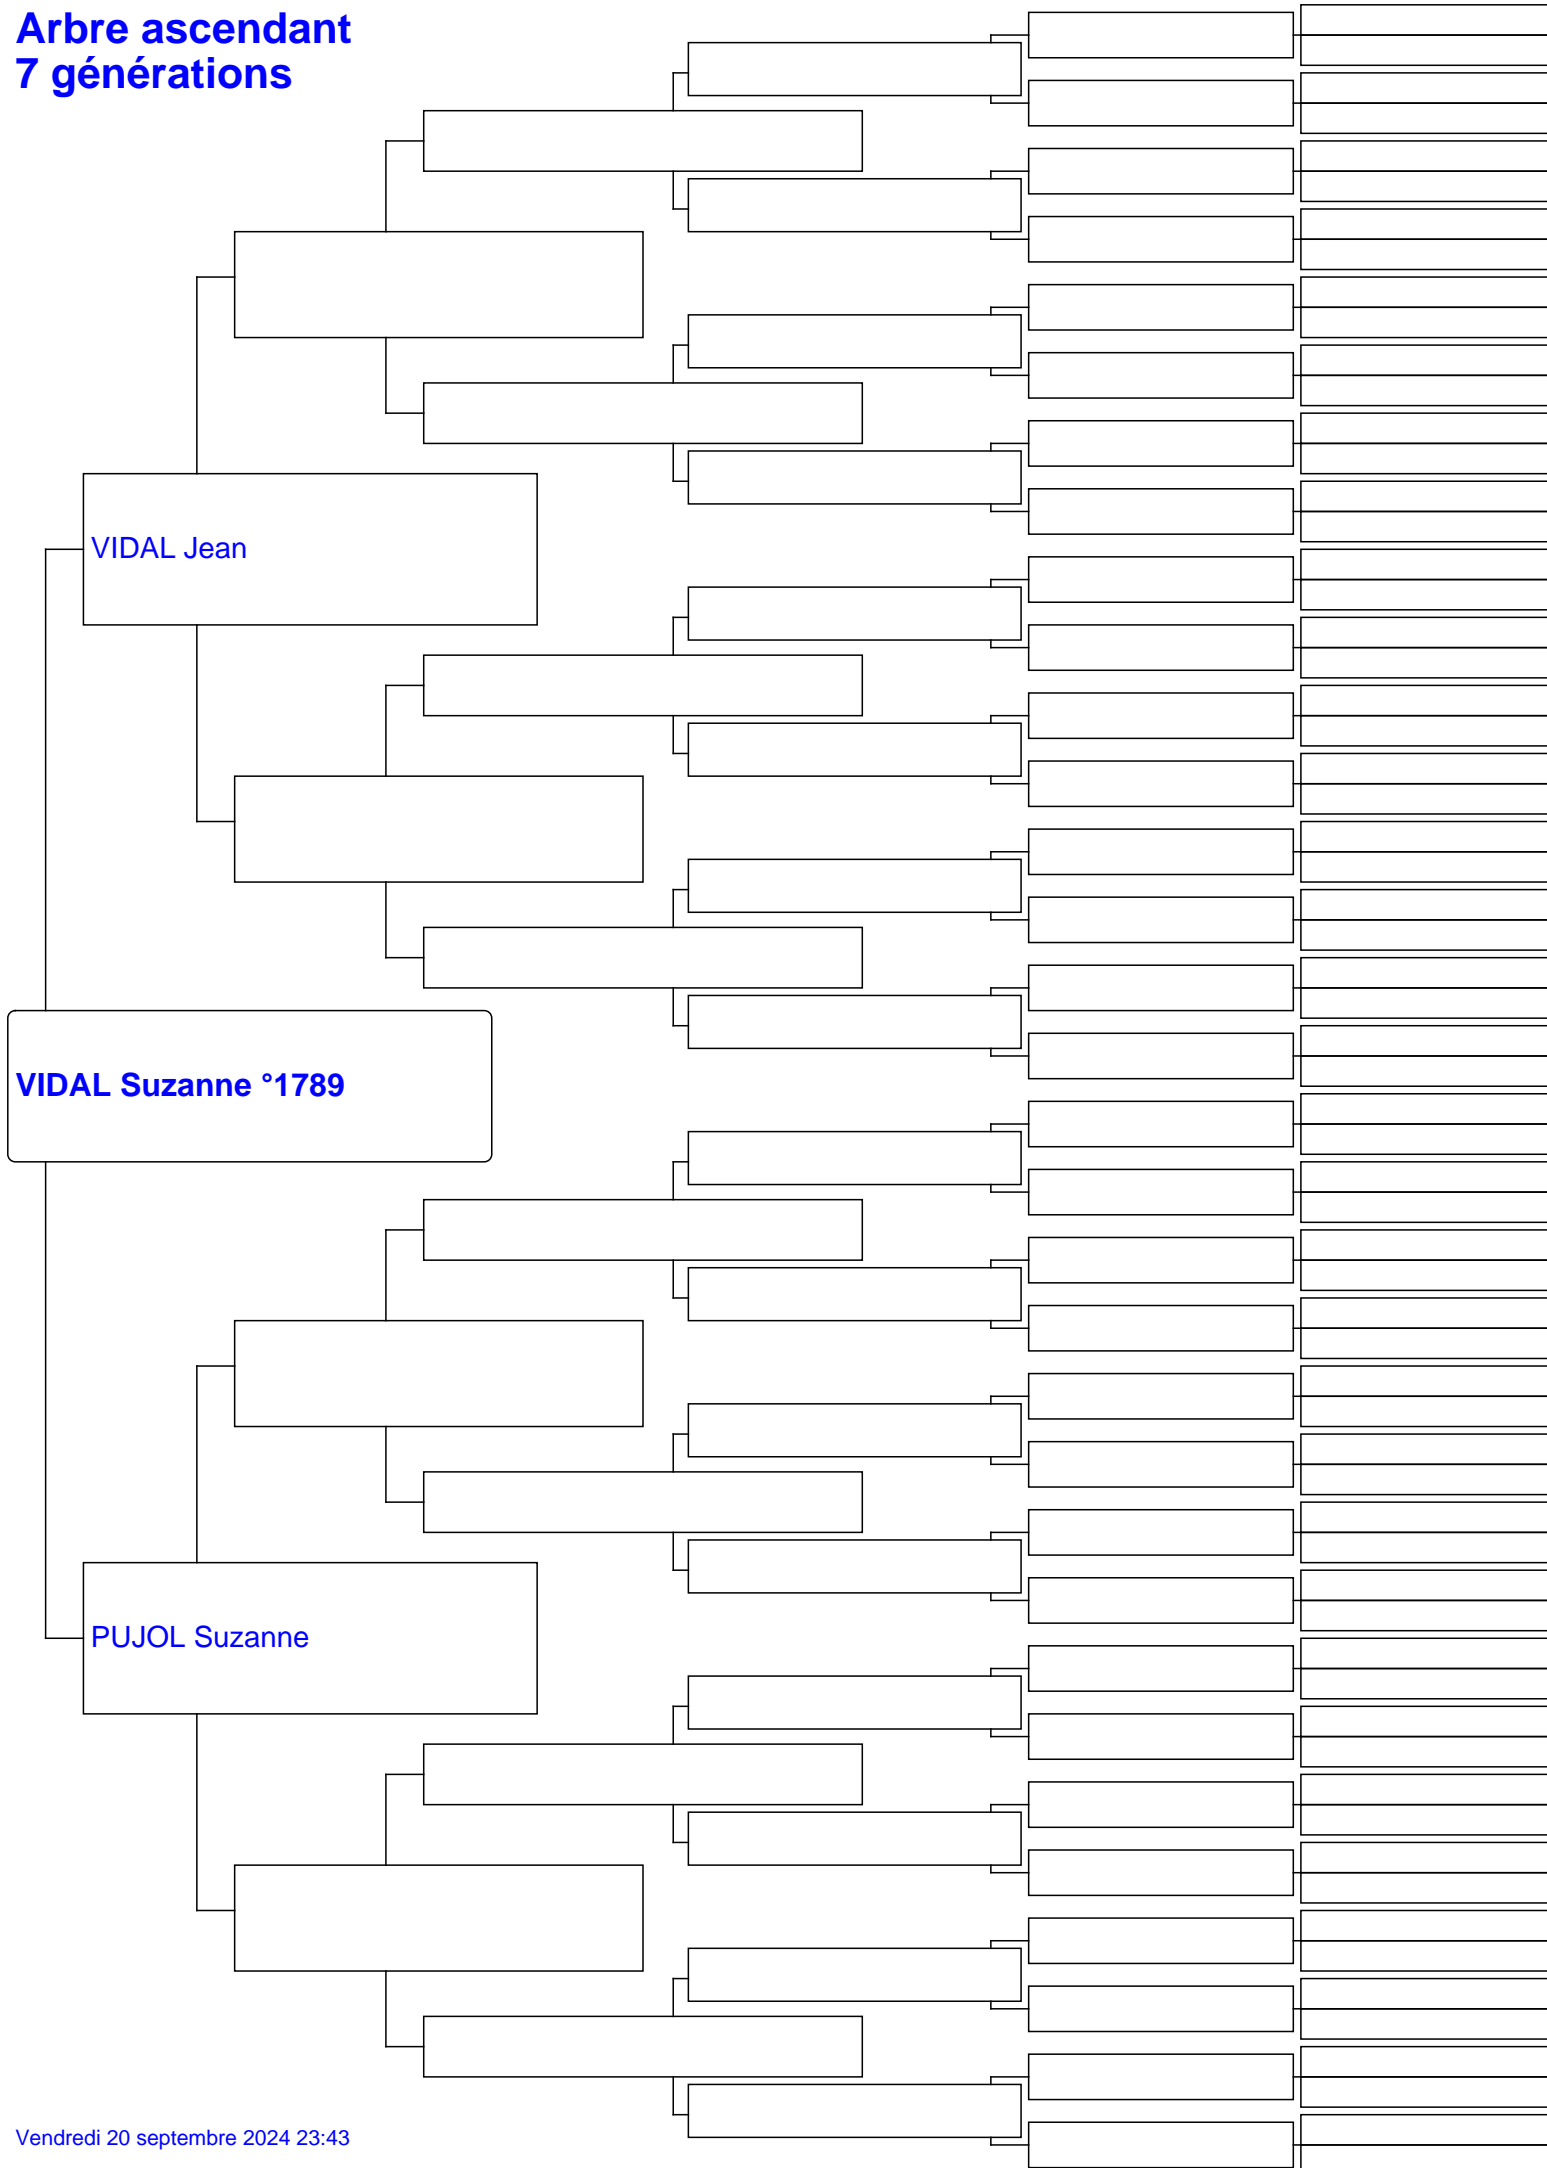 Arbre ascendant
7 générations
VIDAL Jean
VIDAL Suzanne °1789
PUJOL Suzanne
Vendredi 20 septembre 2024 23:43